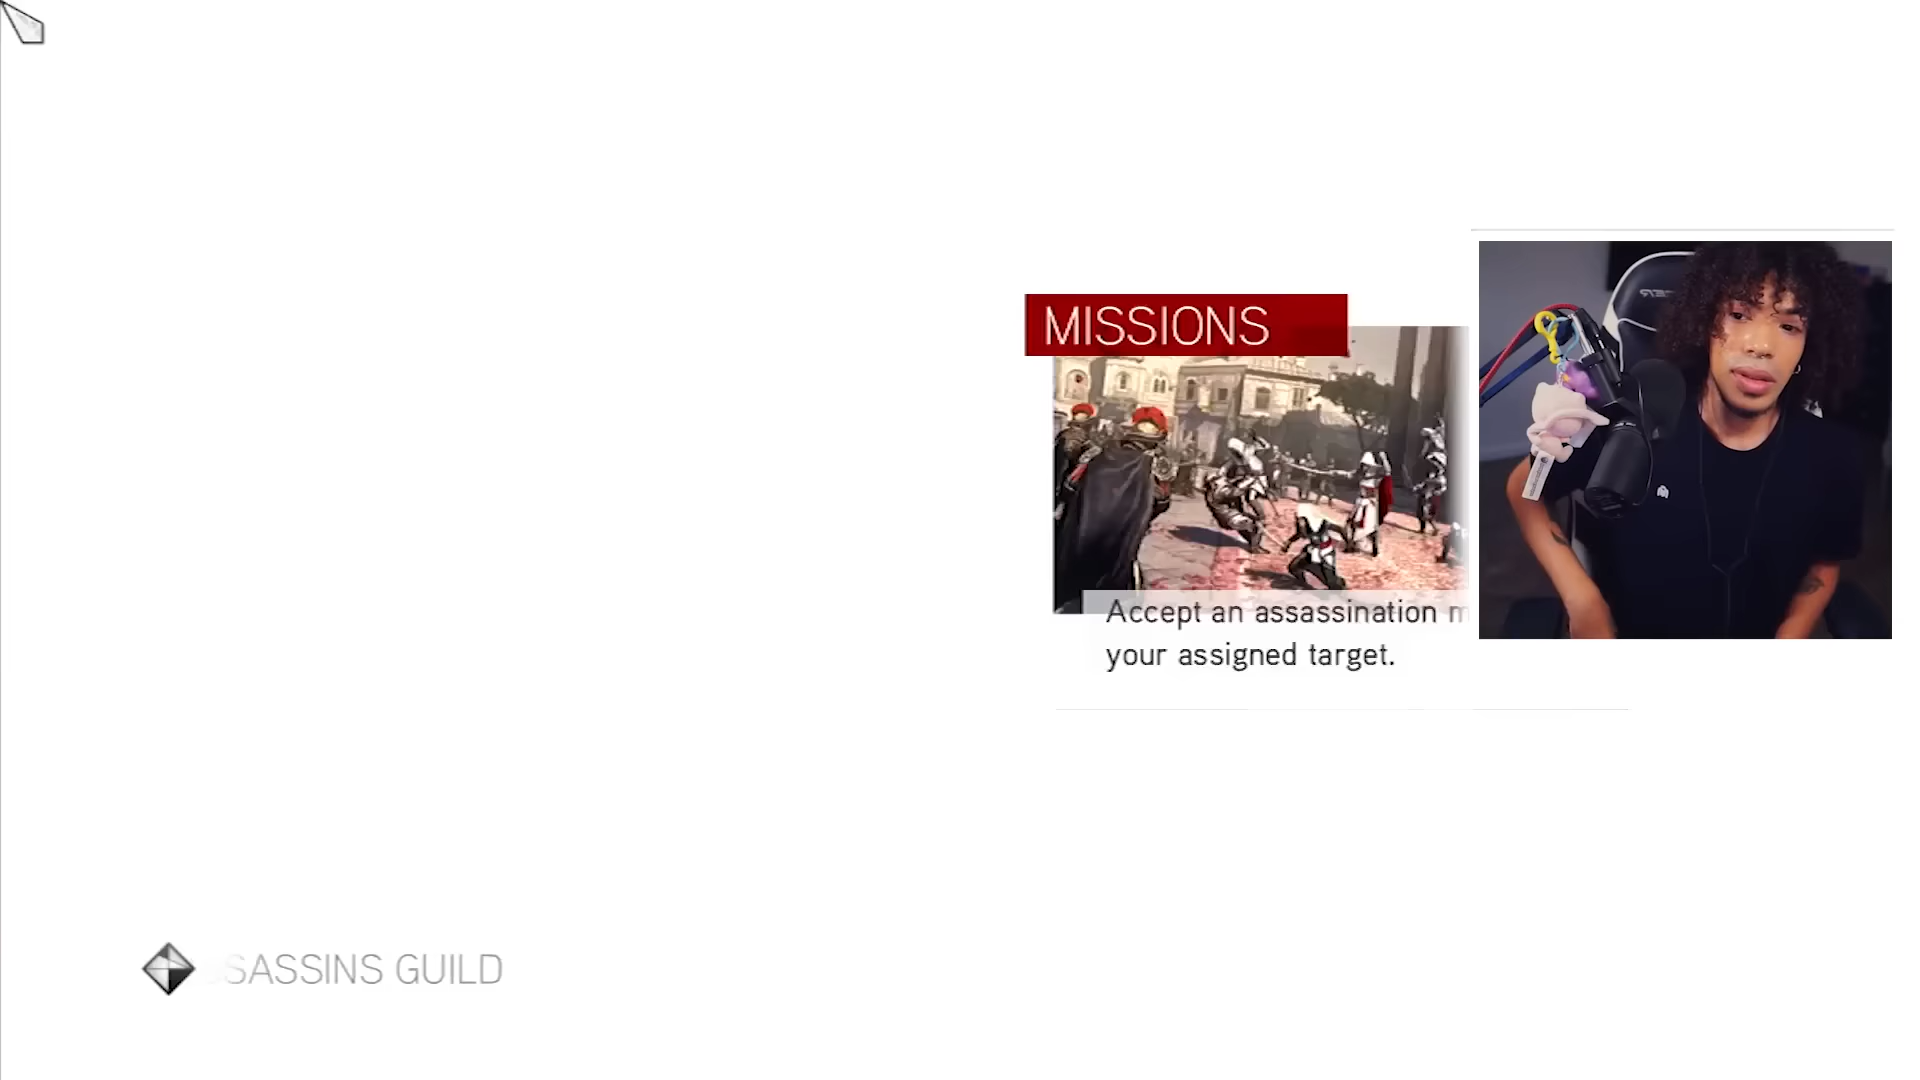 MISSIONS
Accept an assassination
your assigned target.
SASSINS GUILD